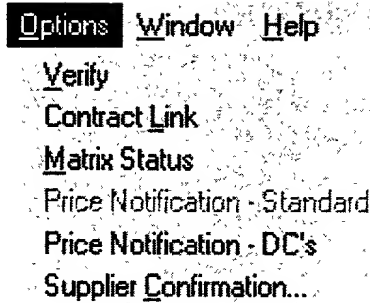 Options Window Help
Verify
Contract Link
Matrix Status
Price Notification - Standard
Price Notification - DC's
Supplier Confirmation...